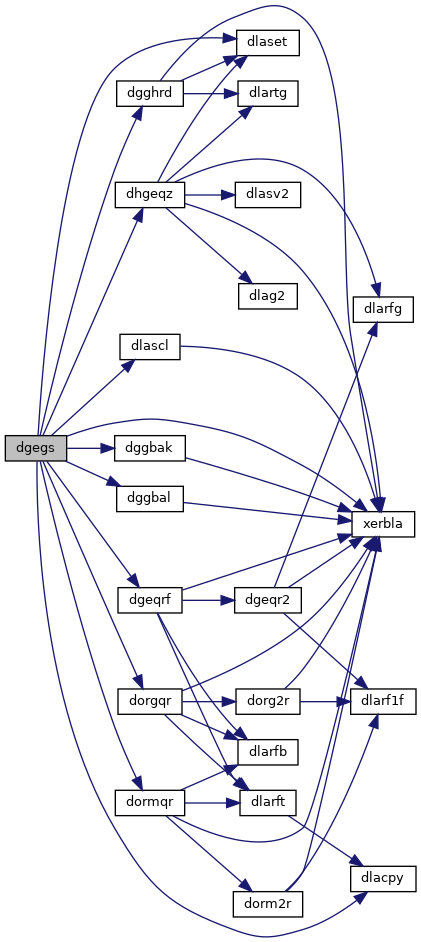 dlaset
dgghrd
dlartg
dhgeqz
dlasv2
dlag2
dlarfg
dlascl
dgegs
dggbak
dggbal
xerbla
dgeqrf
dgeqr2
dorgqr
dorg2r
dlarf1f
dlarfb
dormqr
dlarft
dlacpy
dorm2r